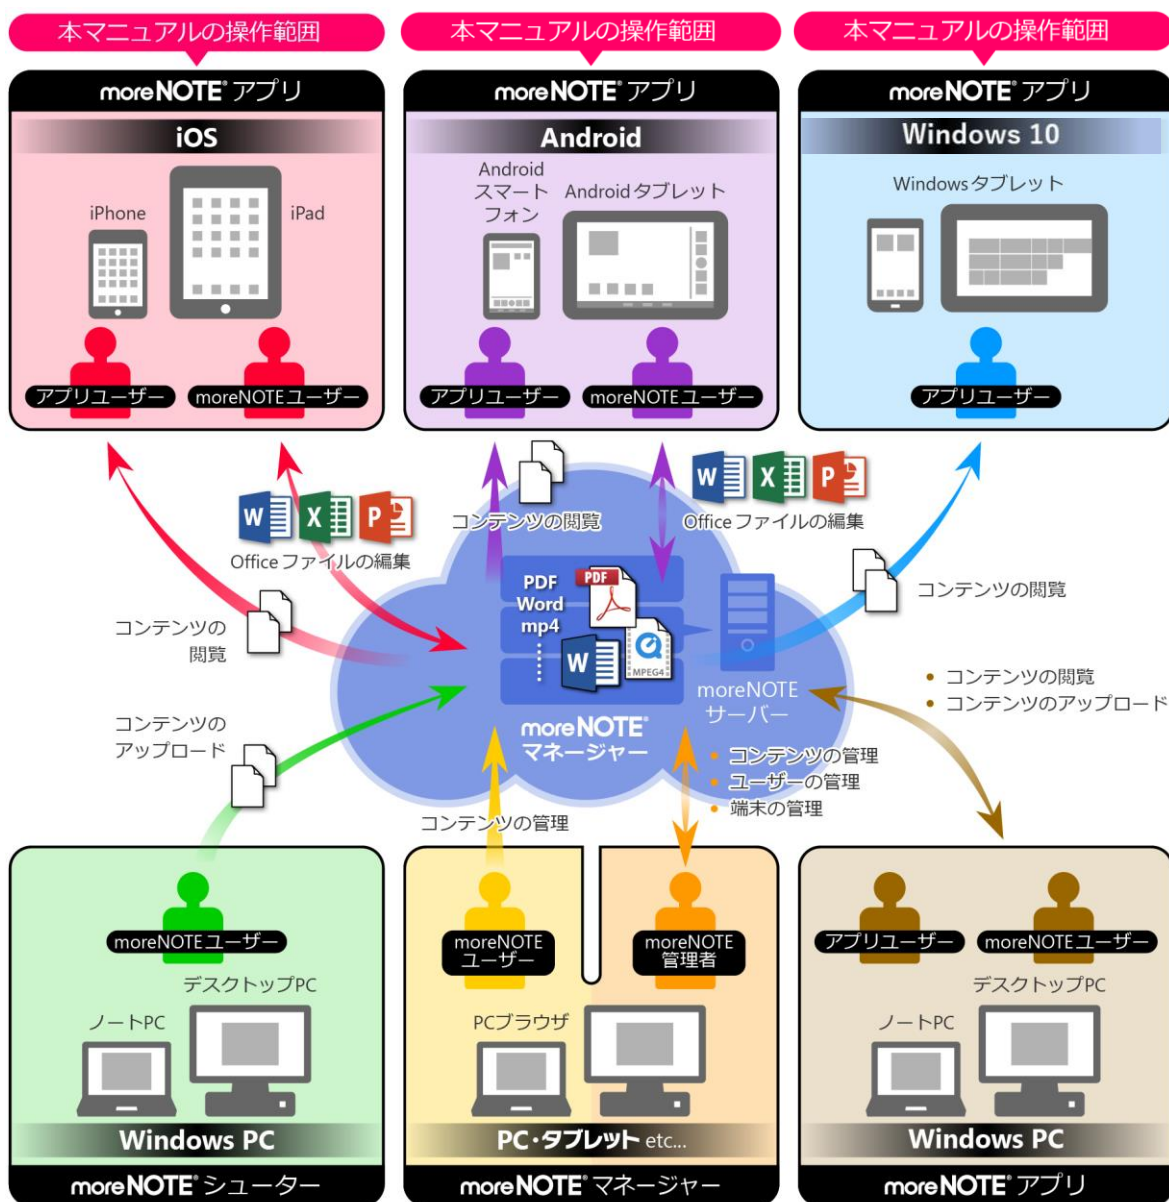 本マニュアルの操作範囲
本マニュアルの操作範囲
本マニュアルの操作範囲
moreNOTE® アプリ
iOS
iPhone
iPad
アプリユーザー
moreNOTEユーザー
moreNOTE® アプリ
Android
Android
スマート
フォン
Androidタブレット
アプリユーザー
moreNOTEユーザー
moreNOTE® アプリ
Windows 10
Windowsタブレット
アプリユーザー
W
X
P
Officeファイルの編集
コンテンツの
閲覧
コンテンツの閲覧
W
X
P
Officeファイルの編集
コンテンツの閲覧
PDF
Word
mp4
PDF
W
MPEG4
moreNOTE®
マネージャー
moreNOTE
サーバー
コンテンツの
アップロード
コンテンツの管理
• コンテンツの管理
• ユーザーの管理
• 端末の管理
• コンテンツの閲覧
• コンテンツのアップロード
moreNOTEユーザー
デスクトップPC
ノートPC
Windows PC
moreNOTE® シューター
moreNOTE
ユーザー
moreNOTE
管理者
PCブラウザ
PC・タブレット etc...
moreNOTE® マネージャー
アプリユーザー
moreNOTEユーザー
デスクトップPC
ノートPC
Windows PC
moreNOTE® アプリ